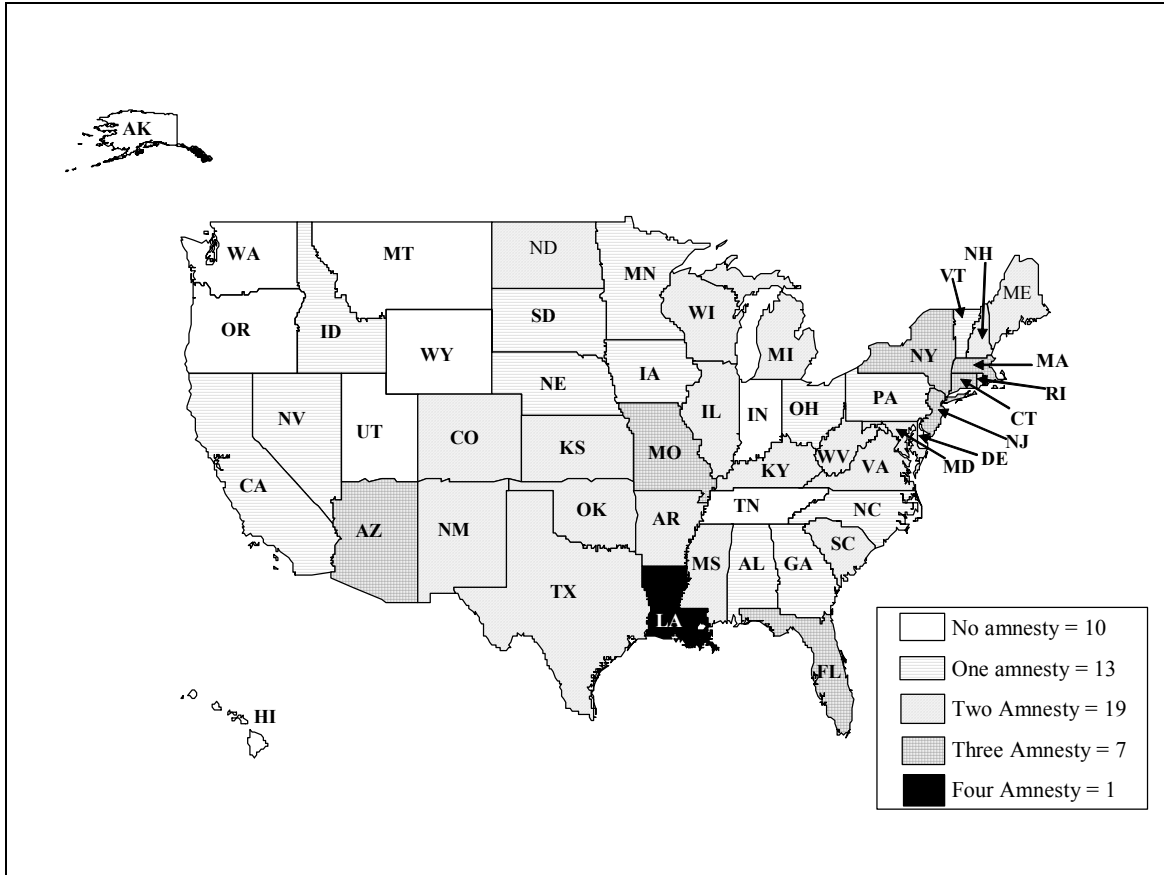 AK
WA
MT
ND
MN
VT
NH
ME
OR
ID
SD
WI
MI
NY
MA
WY
NE
IA
RI
PA
CT
NV
UT
CO
KS
MO
IL
IN
OH
NJ
WV
VA
MD
DE
CA
KY
AZ
NM
OK
AR
TN
NC
MS
AL
GA
SC
TX
LA
FL
HI
No amnesty = 10
One amnesty = 13
Two Amnesty = 19
Three Amnesty = 7
Four Amnesty = 1